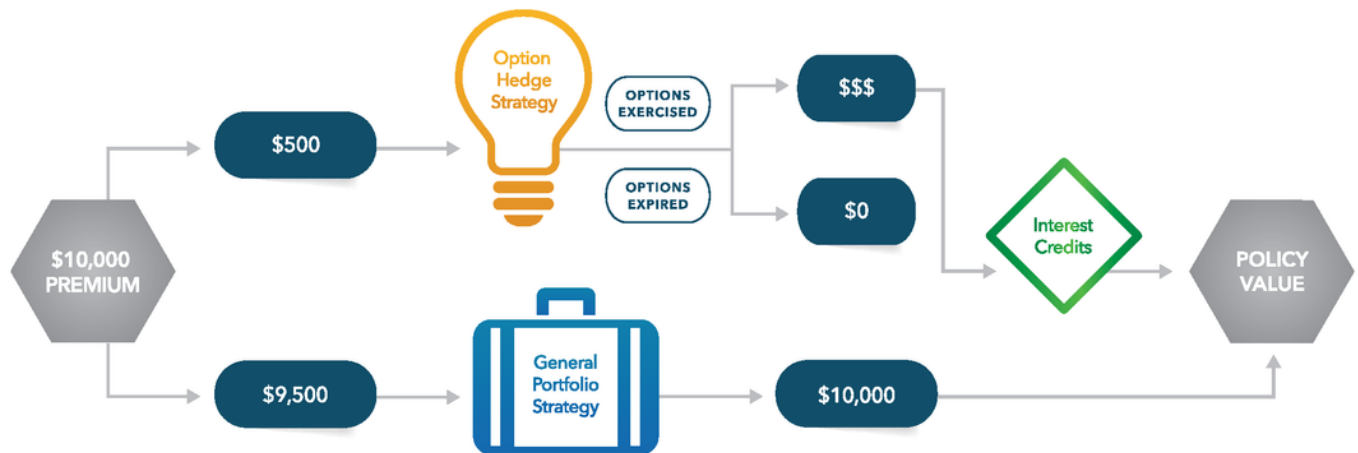 Option
Hedge
Strategy
OPTIONS
EXERCISED
$$$
$500
OPTIONS
EXPIRED
$0
$10,000
PREMIUM
Interest
Credits
POLICY
VALUE
$9,500
General
Portfolio
Strategy
$10,000